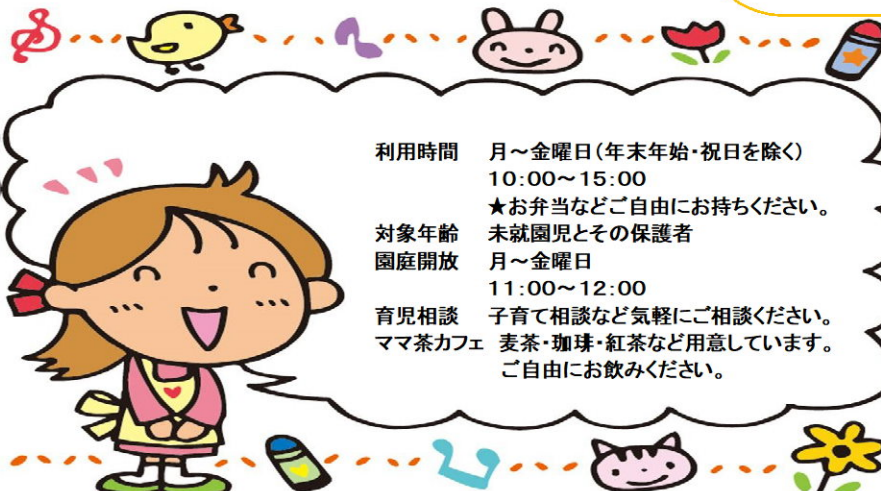 利用時間 月～金曜日(年末年始・祝日を除く)
10:00～15:00
★お弁当などご自由にお持ちください。
対象年齢 未就園児とその保護者
園庭開放 月～金曜日
11:00～12:00
育児相談 子育て相談など気軽にご相談ください。
ママ茶カフェ 麦茶・珈琲・紅茶など用意しています。
ご自由にお飲みください。